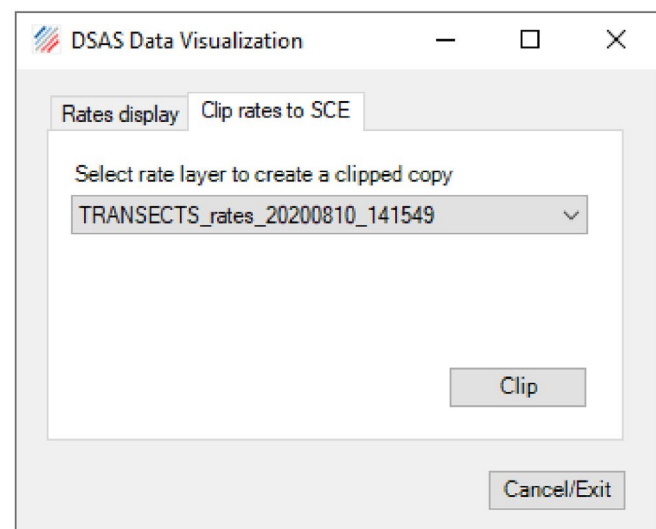 DSAS Data Visualization
Rates display
Clip rates to SCE
Select rate layer to create a clipped copy
TRANSECTS_rates_20200810_141549
Clip
Cancel/Exit